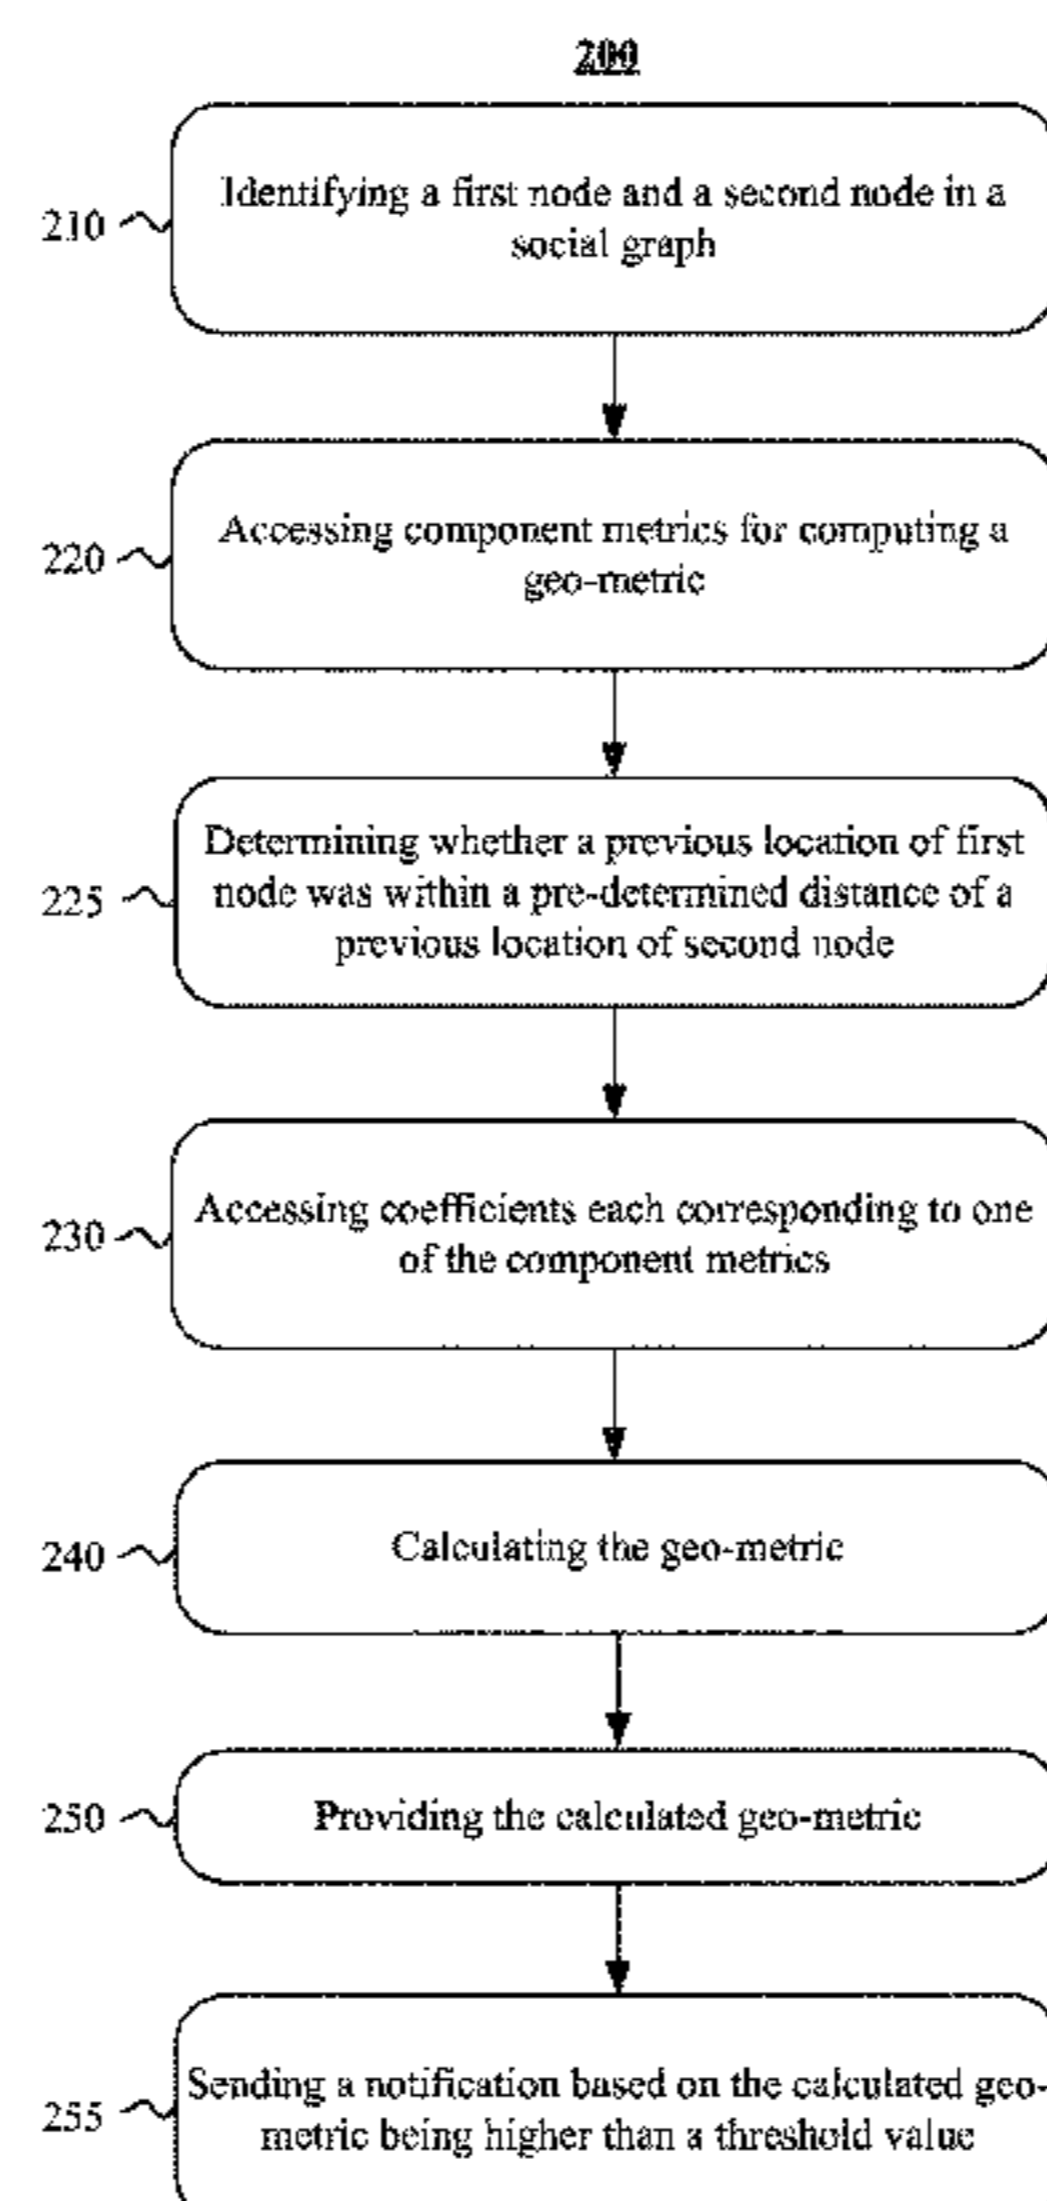 200
210
Identifying a first node and a second node in a
social graph
220
Accessing component metrics for computing a
geo-metric
225
Determining whether a previous location of first
node was within a pre-determined distance of a
previous location of second node
230
Accessing coefficients each corresponding to one
of the component metrics
240
Calculating the geo-metric
250
Providing the calculated geo-metric
255
Sending a notification based on the calculated geo-
metric being higher than a threshold value